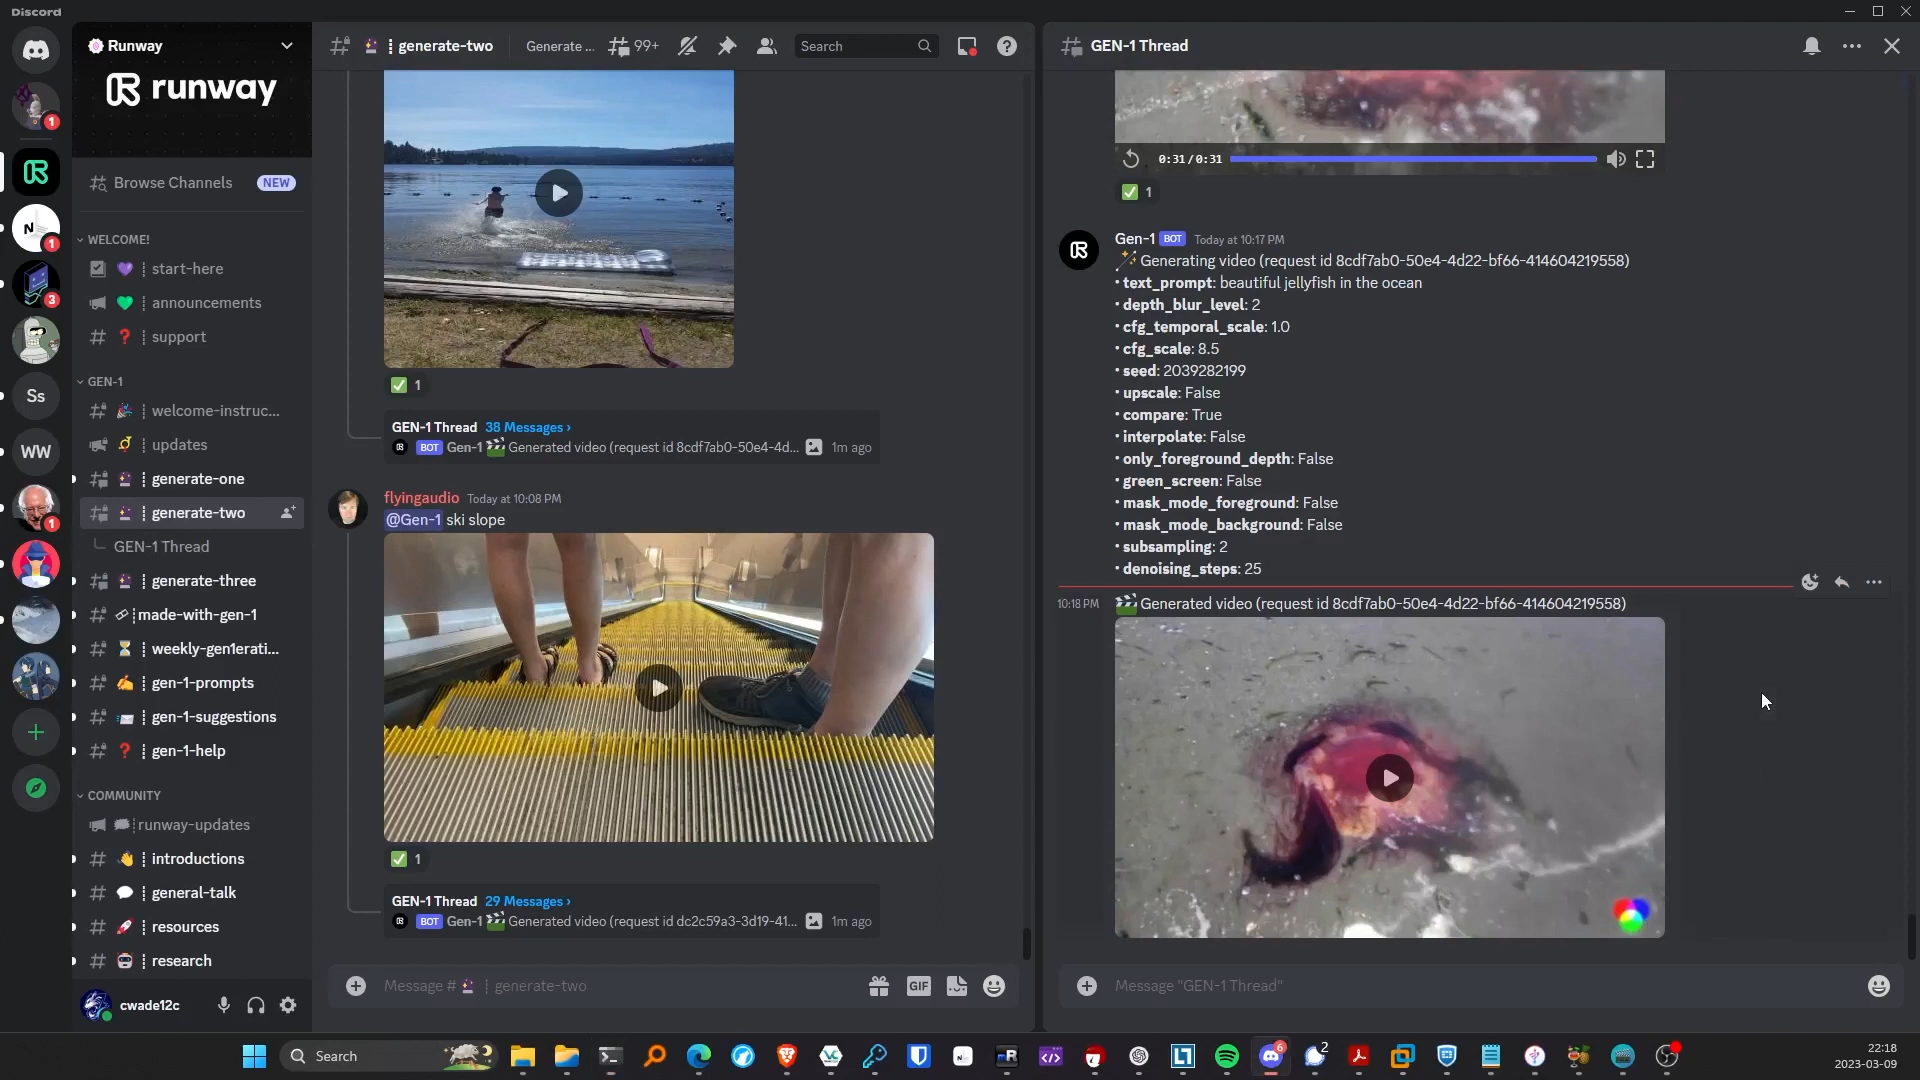 Discord
Runway
runway
Browse Channels NEW
WELCOME!
start-here
announcements
support
GEN-1
welcome-instruc...
updates
generate-one
generate-two
GEN-1 Thread
generate-three
made-with-gen-1
weekly-gen1erati...
gen-1-prompts
gen-1-suggestions
gen-1-help
COMMUNITY
runway-updates
introductions
general-talk
resources
research
cwade12c
1
N
1
3
Ss
WW
1
generate-two Generate ... 99+ Search
1
GEN-1 Thread 38 Messages ›
BOT Gen-1 Generated video (request id 8cdf7ab0-50e4-4d... 1m ago
flyingaudio Today at 10:08 PM
@Gen-1 ski slope
1
GEN-1 Thread 29 Messages ›
BOT Gen-1 Generated video (request id dc2c59a3-3d19-41... 1m ago
Message # generate-two
GIF
GEN-1 Thread
0:31/0:31
1
Gen-1 BOT Today at 10:17 PM
Generating video (request id 8cdf7ab0-50e4-4d22-bf66-414604219558)
• text_prompt: beautiful jellyfish in the ocean
• depth_blur_level: 2
• cfg_temporal_scale: 1.0
• cfg_scale: 8.5
• seed: 2039282199
• upscale: False
• compare: True
• interpolate: False
• only_foreground_depth: False
• green_screen: False
• mask_mode_foreground: False
• mask_mode_background: False
• subsampling: 2
• denoising_steps: 25
10:18 PM Generated video (request id 8cdf7ab0-50e4-4d22-bf66-414604219558)
Message "GEN-1 Thread"
Search
6
2
22:18
2023-03-09